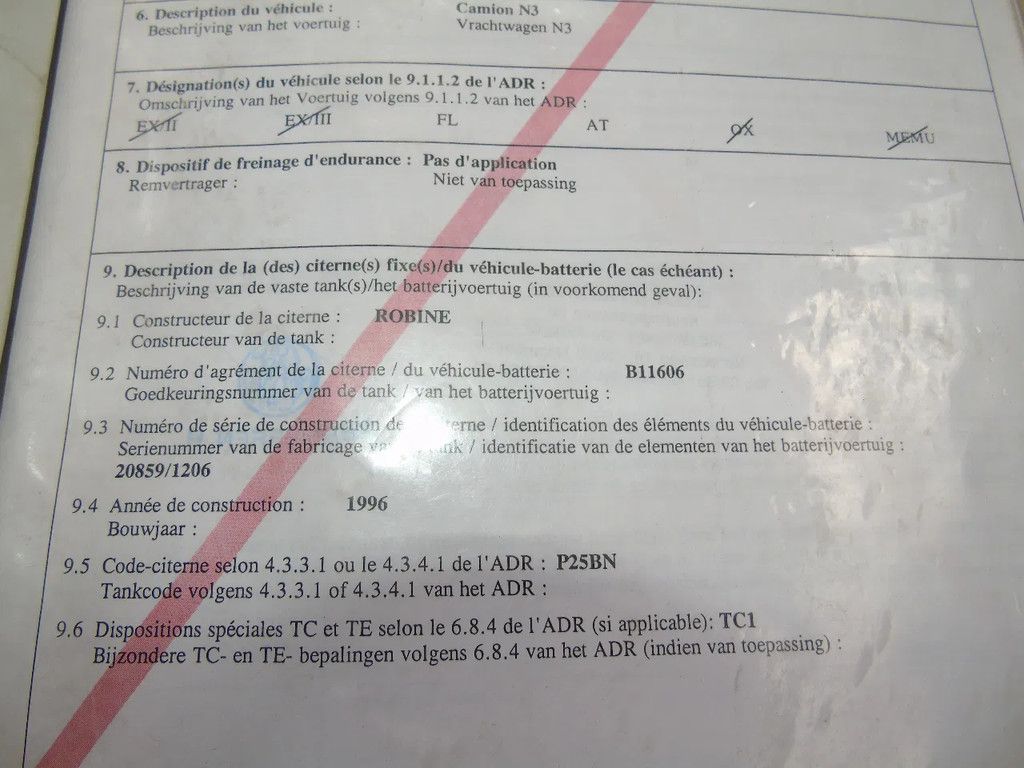 6. Description du véhicule : Camion N3
Beschrijving van het voertuig : Vrachtwagen N3
7. Désignation(s) du véhicule selon le 9.1.1.2 de l'ADR :
Omschrijving van het Voertuig volgens 9.1.1.2 van het ADR :
EX/II EX/III FL AT OX MEMU
8. Dispositif de freinage d'endurance : Pas d'application
Remvertrager : Niet van toepassing
9. Description de la (des) citerne(s) fixe(s)/du véhicule-batterie (le cas échéant) :
Beschrijving van de vaste tank(s)/het batterijvoertuig (in voorkomend geval):
9.1 Constructeur de la citerne : ROBINE
Constructeur van de tank :
9.2 Numéro d'agrément de la citerne / du véhicule-batterie : B11606
Goedkeuringsnummer van de tank / van het batterijvoertuig :
9.3 Numéro de série de construction de citerne / identification des éléments du véhicule-batterie :
Serienummer van de fabricage tank / identificatie van de elementen van het batterijvoertuig :
20859/1206
9.4 Année de construction : 1996
Bouwjaar :
9.5 Code-citerne selon 4.3.3.1 ou le 4.3.4.1 de l'ADR : P25BN
Tankcode volgens 4.3.3.1 of 4.3.4.1 van het ADR :
9.6 Dispositions spéciales TC et TE selon le 6.8.4 de l'ADR (si applicable): TC1
Bijzondere TC- en TE- bepalingen volgens 6.8.4 van het ADR (indien van toepassing) :